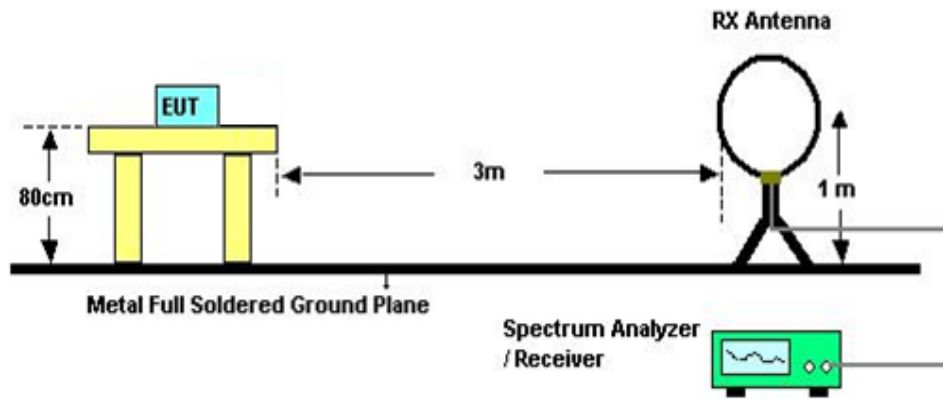 RX Antenna
EUT
80cm
3m
1 m
Metal Full Soldered Ground Plane
Spectrum Analyzer
/ Receiver